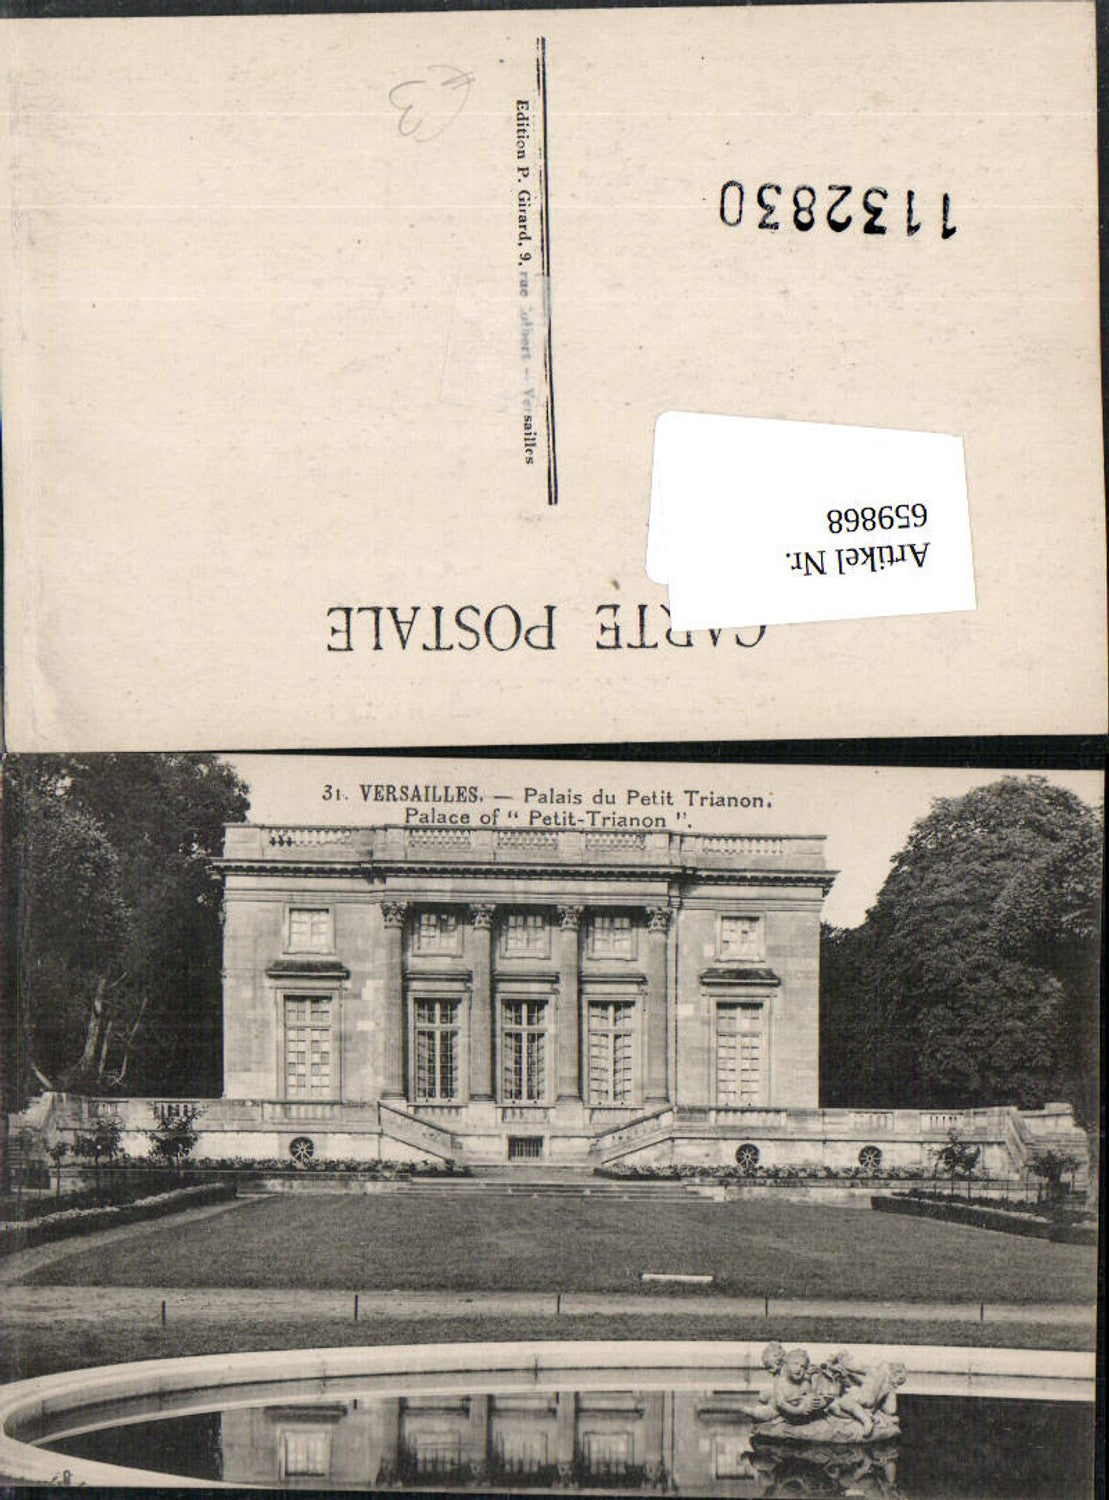 1132830
Edition P. Girard, 9, rue Colbert — Versailles
Artikel Nr.
659868
CARTE POSTALE
31. VERSAILLES. — Palais du Petit Trianon.
Palace of “ Petit-Trianon ”.